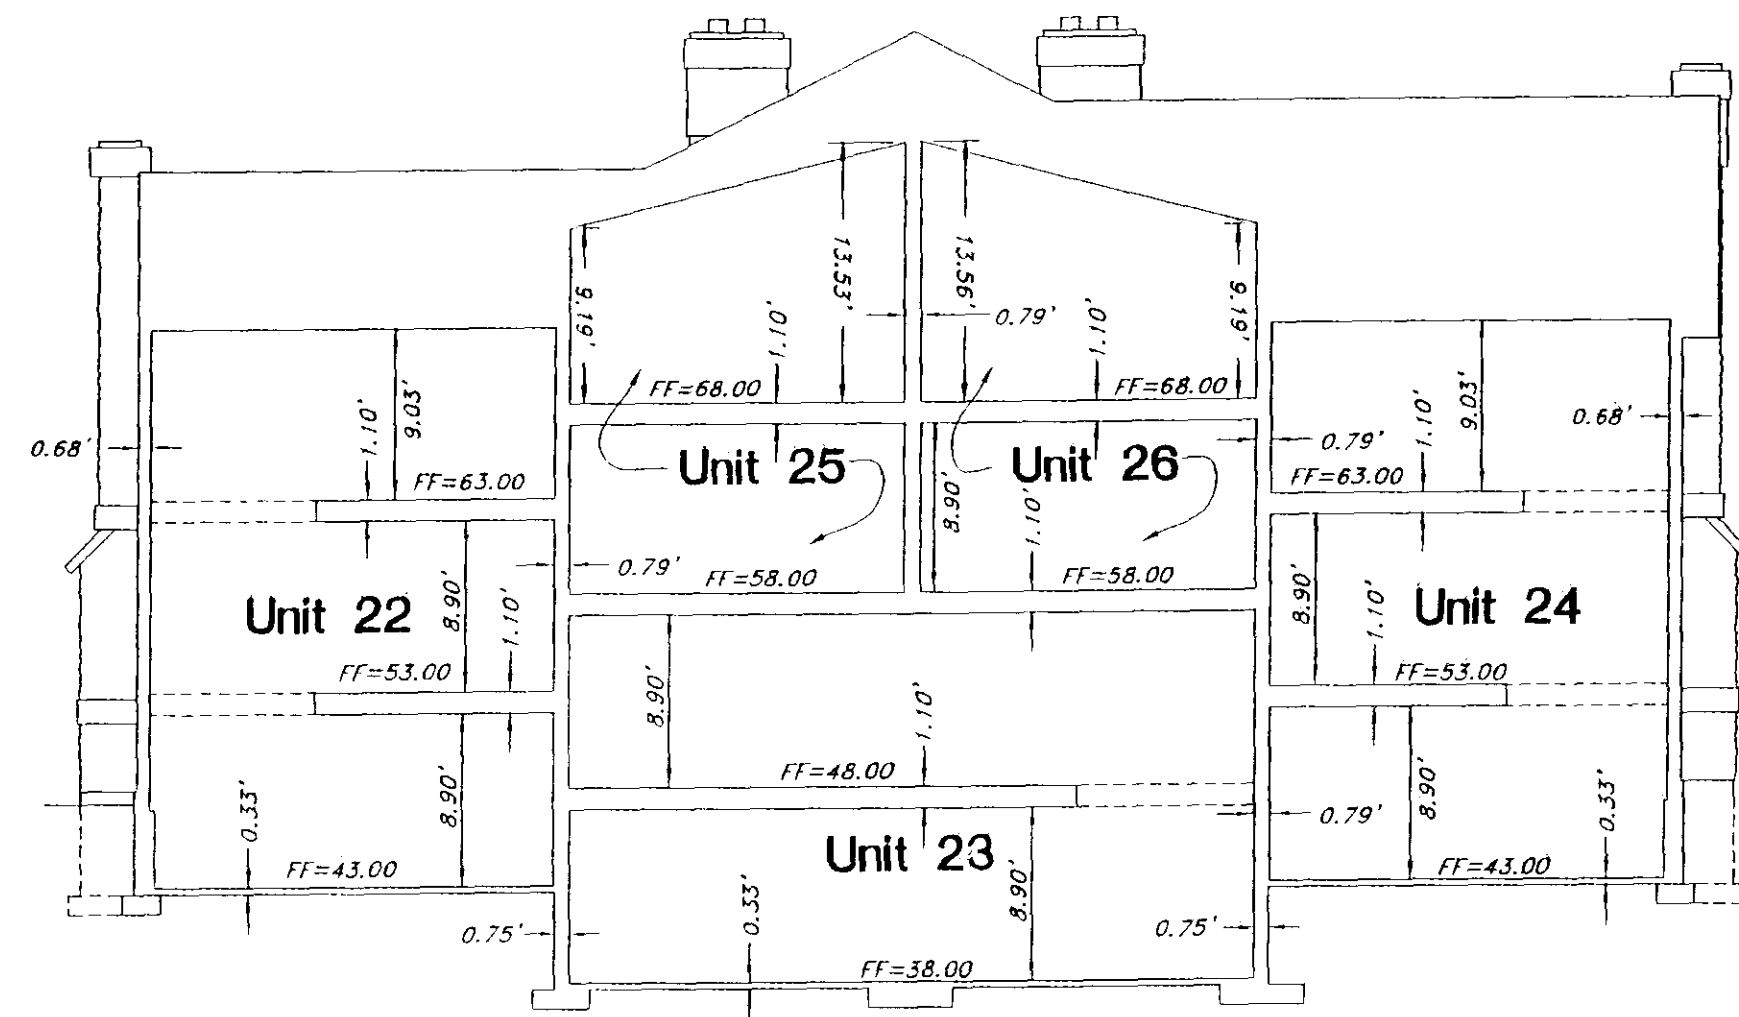 13.53'
13.56'
9.19'
1.10'
0.79'
1.10'
9.19'
FF=68.00
FF=68.00
0.68'
1.10'
9.03'
FF=63.00
Unit 25
Unit 26
0.79'
FF=63.00
1.10'
9.03'
0.68'
8.90'
1.10'
0.79'
FF=58.00
FF=58.00
Unit 22
8.90'
1.10'
FF=53.00
8.90'
1.10'
Unit 24
FF=53.00
8.90'
1.10'
FF=48.00
0.33'
8.90'
FF=43.00
Unit 23
0.79'
8.90'
0.33'
FF=43.00
0.75'
0.33'
8.90'
0.75'
FF=38.00